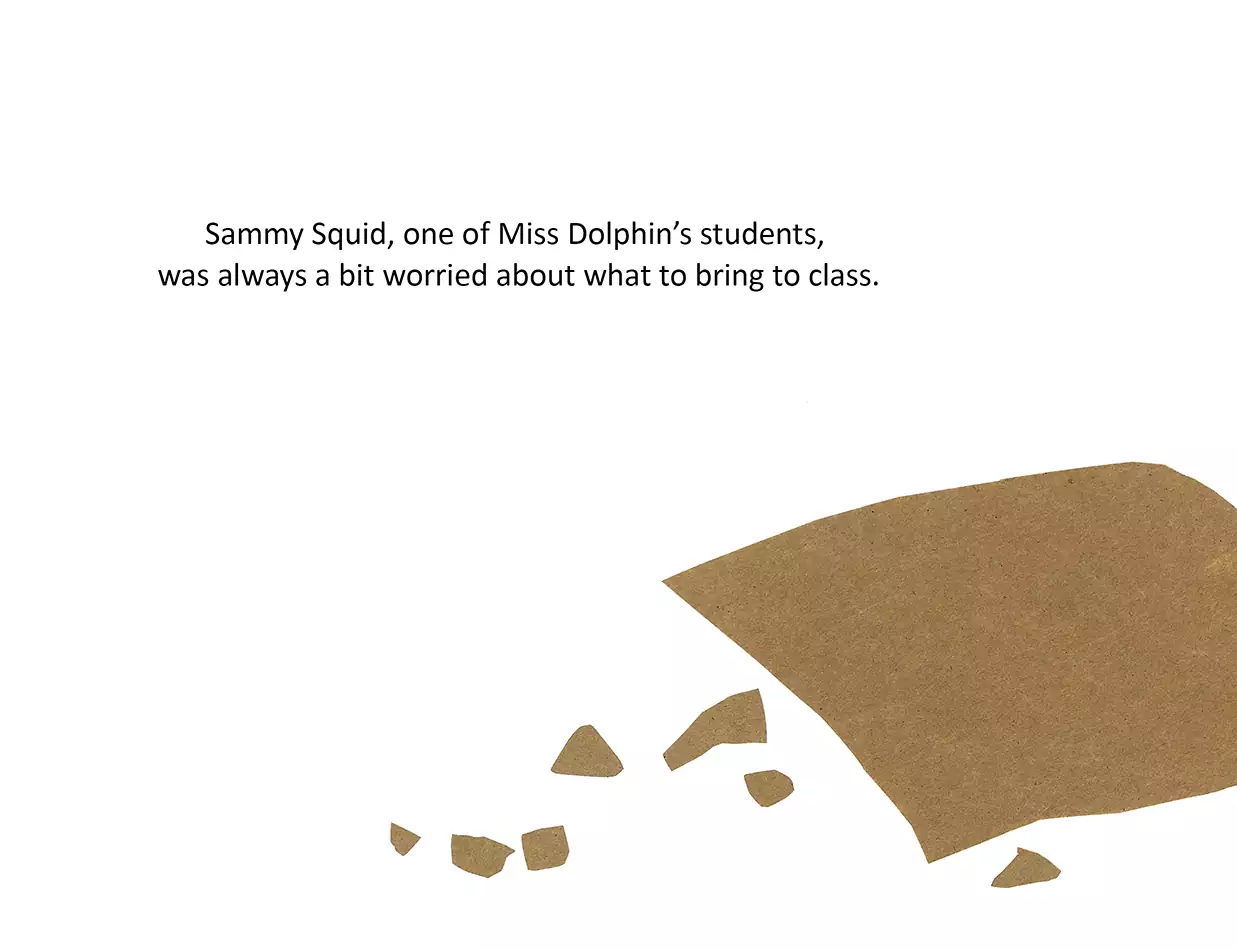 Sammy Squid, one of Miss Dolphin’s students,
was always a bit worried about what to bring to class.